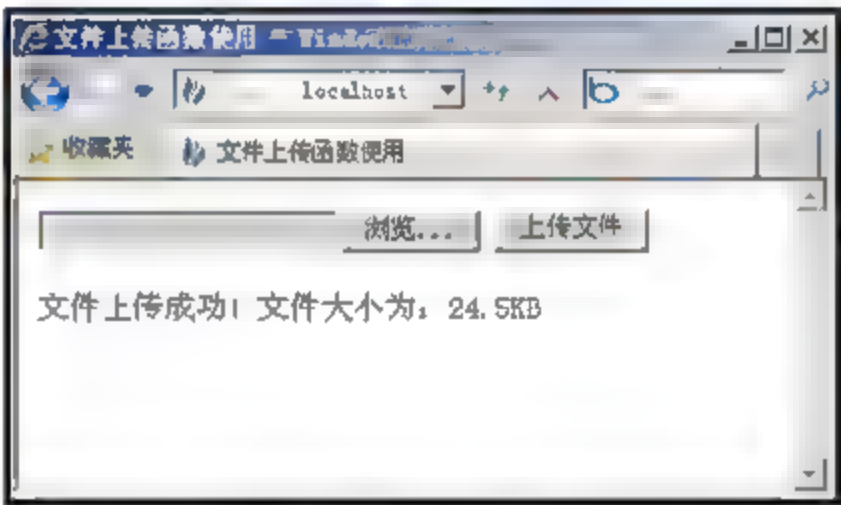 文件上传函数使用 - Windows
localhost
收藏夹 文件上传函数使用
浏览... 上传文件
文件上传成功！文件大小为：24.5KB